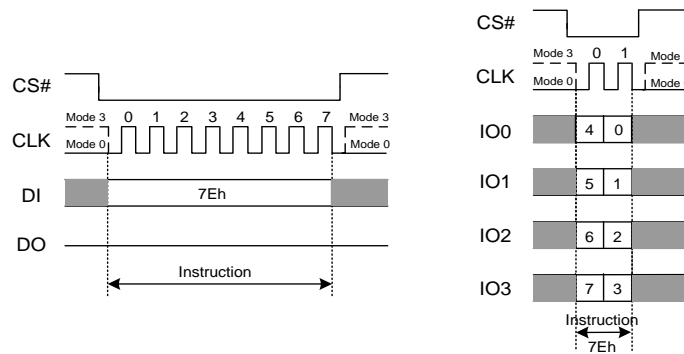 CS#
Mode 3 0 1 2 3 4 5 6 7 Mode 3
CLK Mode 0 Mode 0
DI 7Eh
DO
Instruction
CS#
Mode 3 0 1 Mode
CLK Mode 0 Mode
IO0 4 0
IO1 5 1
IO2 6 2
IO3 7 3
Instruction
7Eh